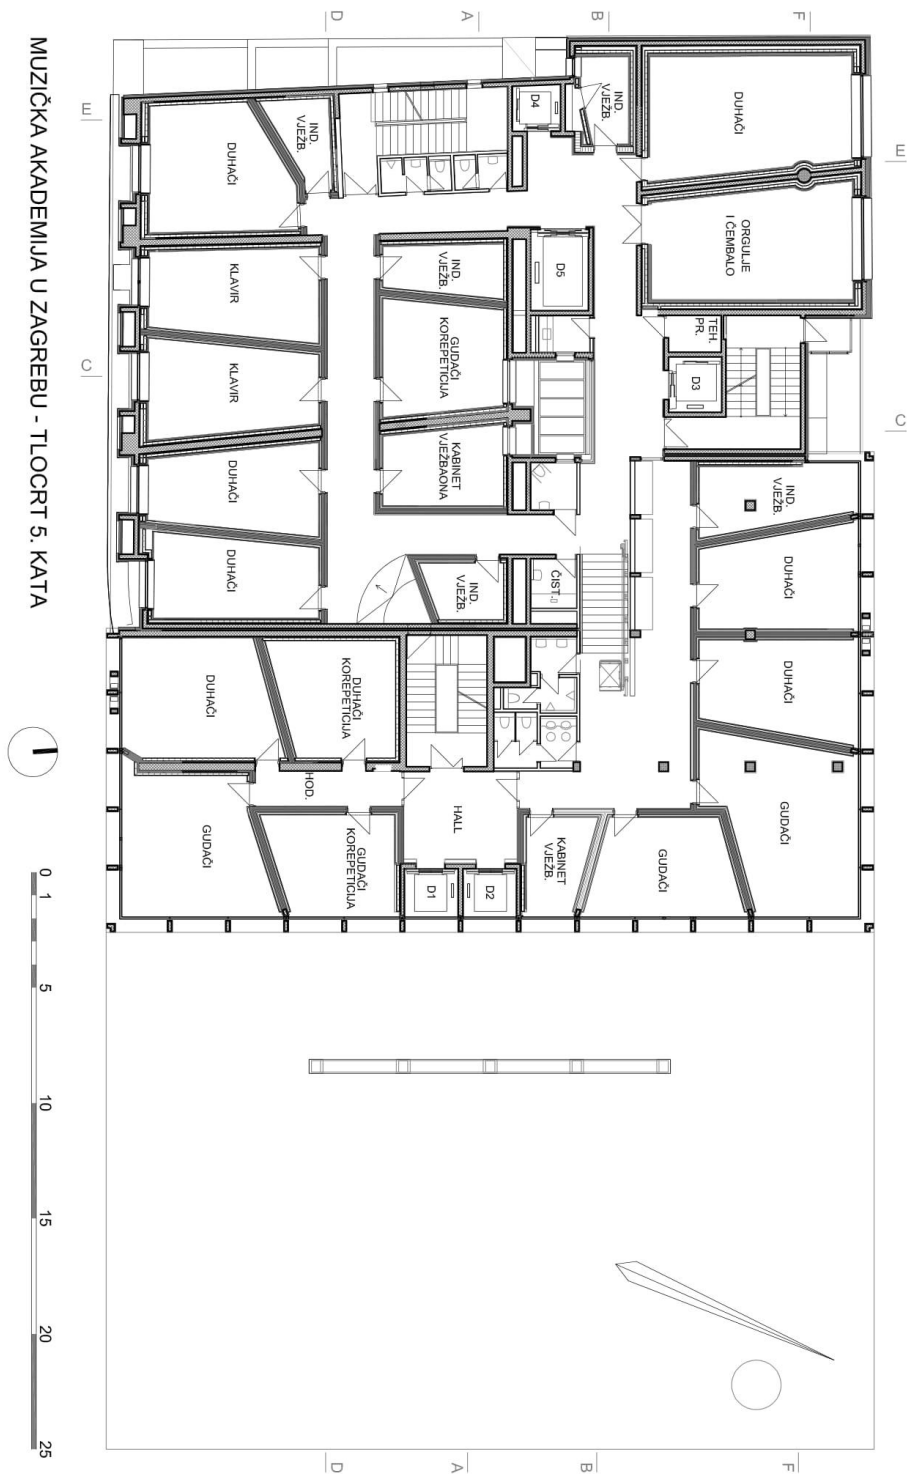 MUZIČKA AKADEMIJA U ZAGREBU - TLOCRT 5. KATA
D
A
B
F
E
E
C
C
D
A
B
F
DUHAČI
IND.
VJEŽB.
D4
IND.
VJEŽB.
DUHAČI
ORGULJE
I ČEMBALO
KLAVIR
IND.
VJEŽB.
D5
TEH.
PR.
KLAVIR
GUDAČI
KOREPETICIJA
D3
DUHAČI
KABINET
VJEŽBAONA
IND.
VJEŽB.
DUHAČI
IND.
VJEŽB.
ČIST.
DUHAČI
DUHAČI
DUHAČI
DUHAČI
KOREPETICIJA
HOD.
GUDAČI
GUDAČI
KOREPETICIJA
HALL
D1
D2
KABINET
VJEŽB.
GUDAČI
GUDAČI
0
1
5
10
15
20
25